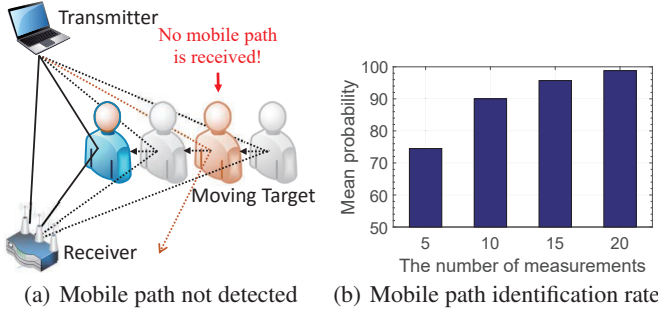 Transmitter
No mobile path
is received!
Moving Target
Receiver
(a) Mobile path not detected
Mean probability
100
90
80
70
60
50
5 10 15 20
The number of measurements
(b) Mobile path identification rate